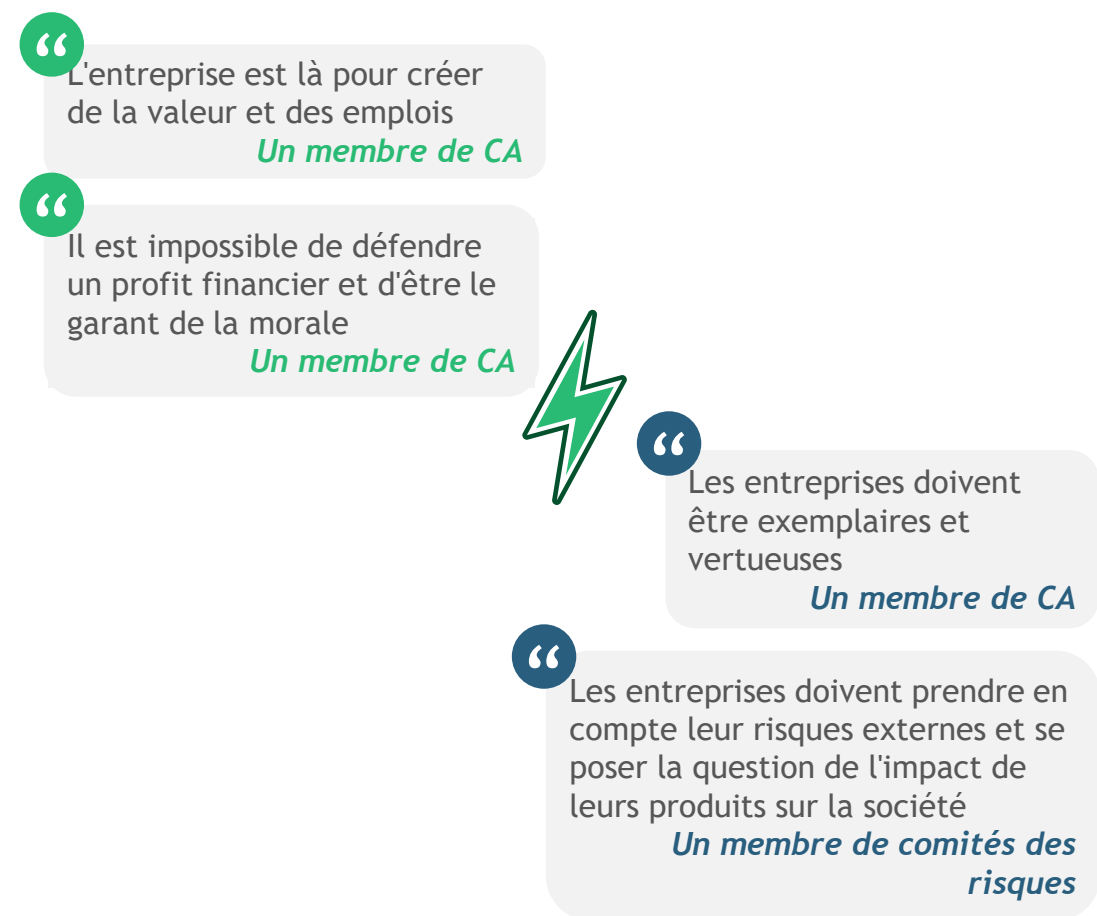 “
L'entreprise est là pour créer
de la valeur et des emplois
Un membre de CA
“
Il est impossible de défendre
un profit financier et d'être le
garant de la morale
Un membre de CA
“
Les entreprises doivent
être exemplaires et
vertueuses
Un membre de CA
“
Les entreprises doivent prendre en
compte leur risques externes et se
poser la question de l'impact de
leurs produits sur la société
Un membre de comités des
risques